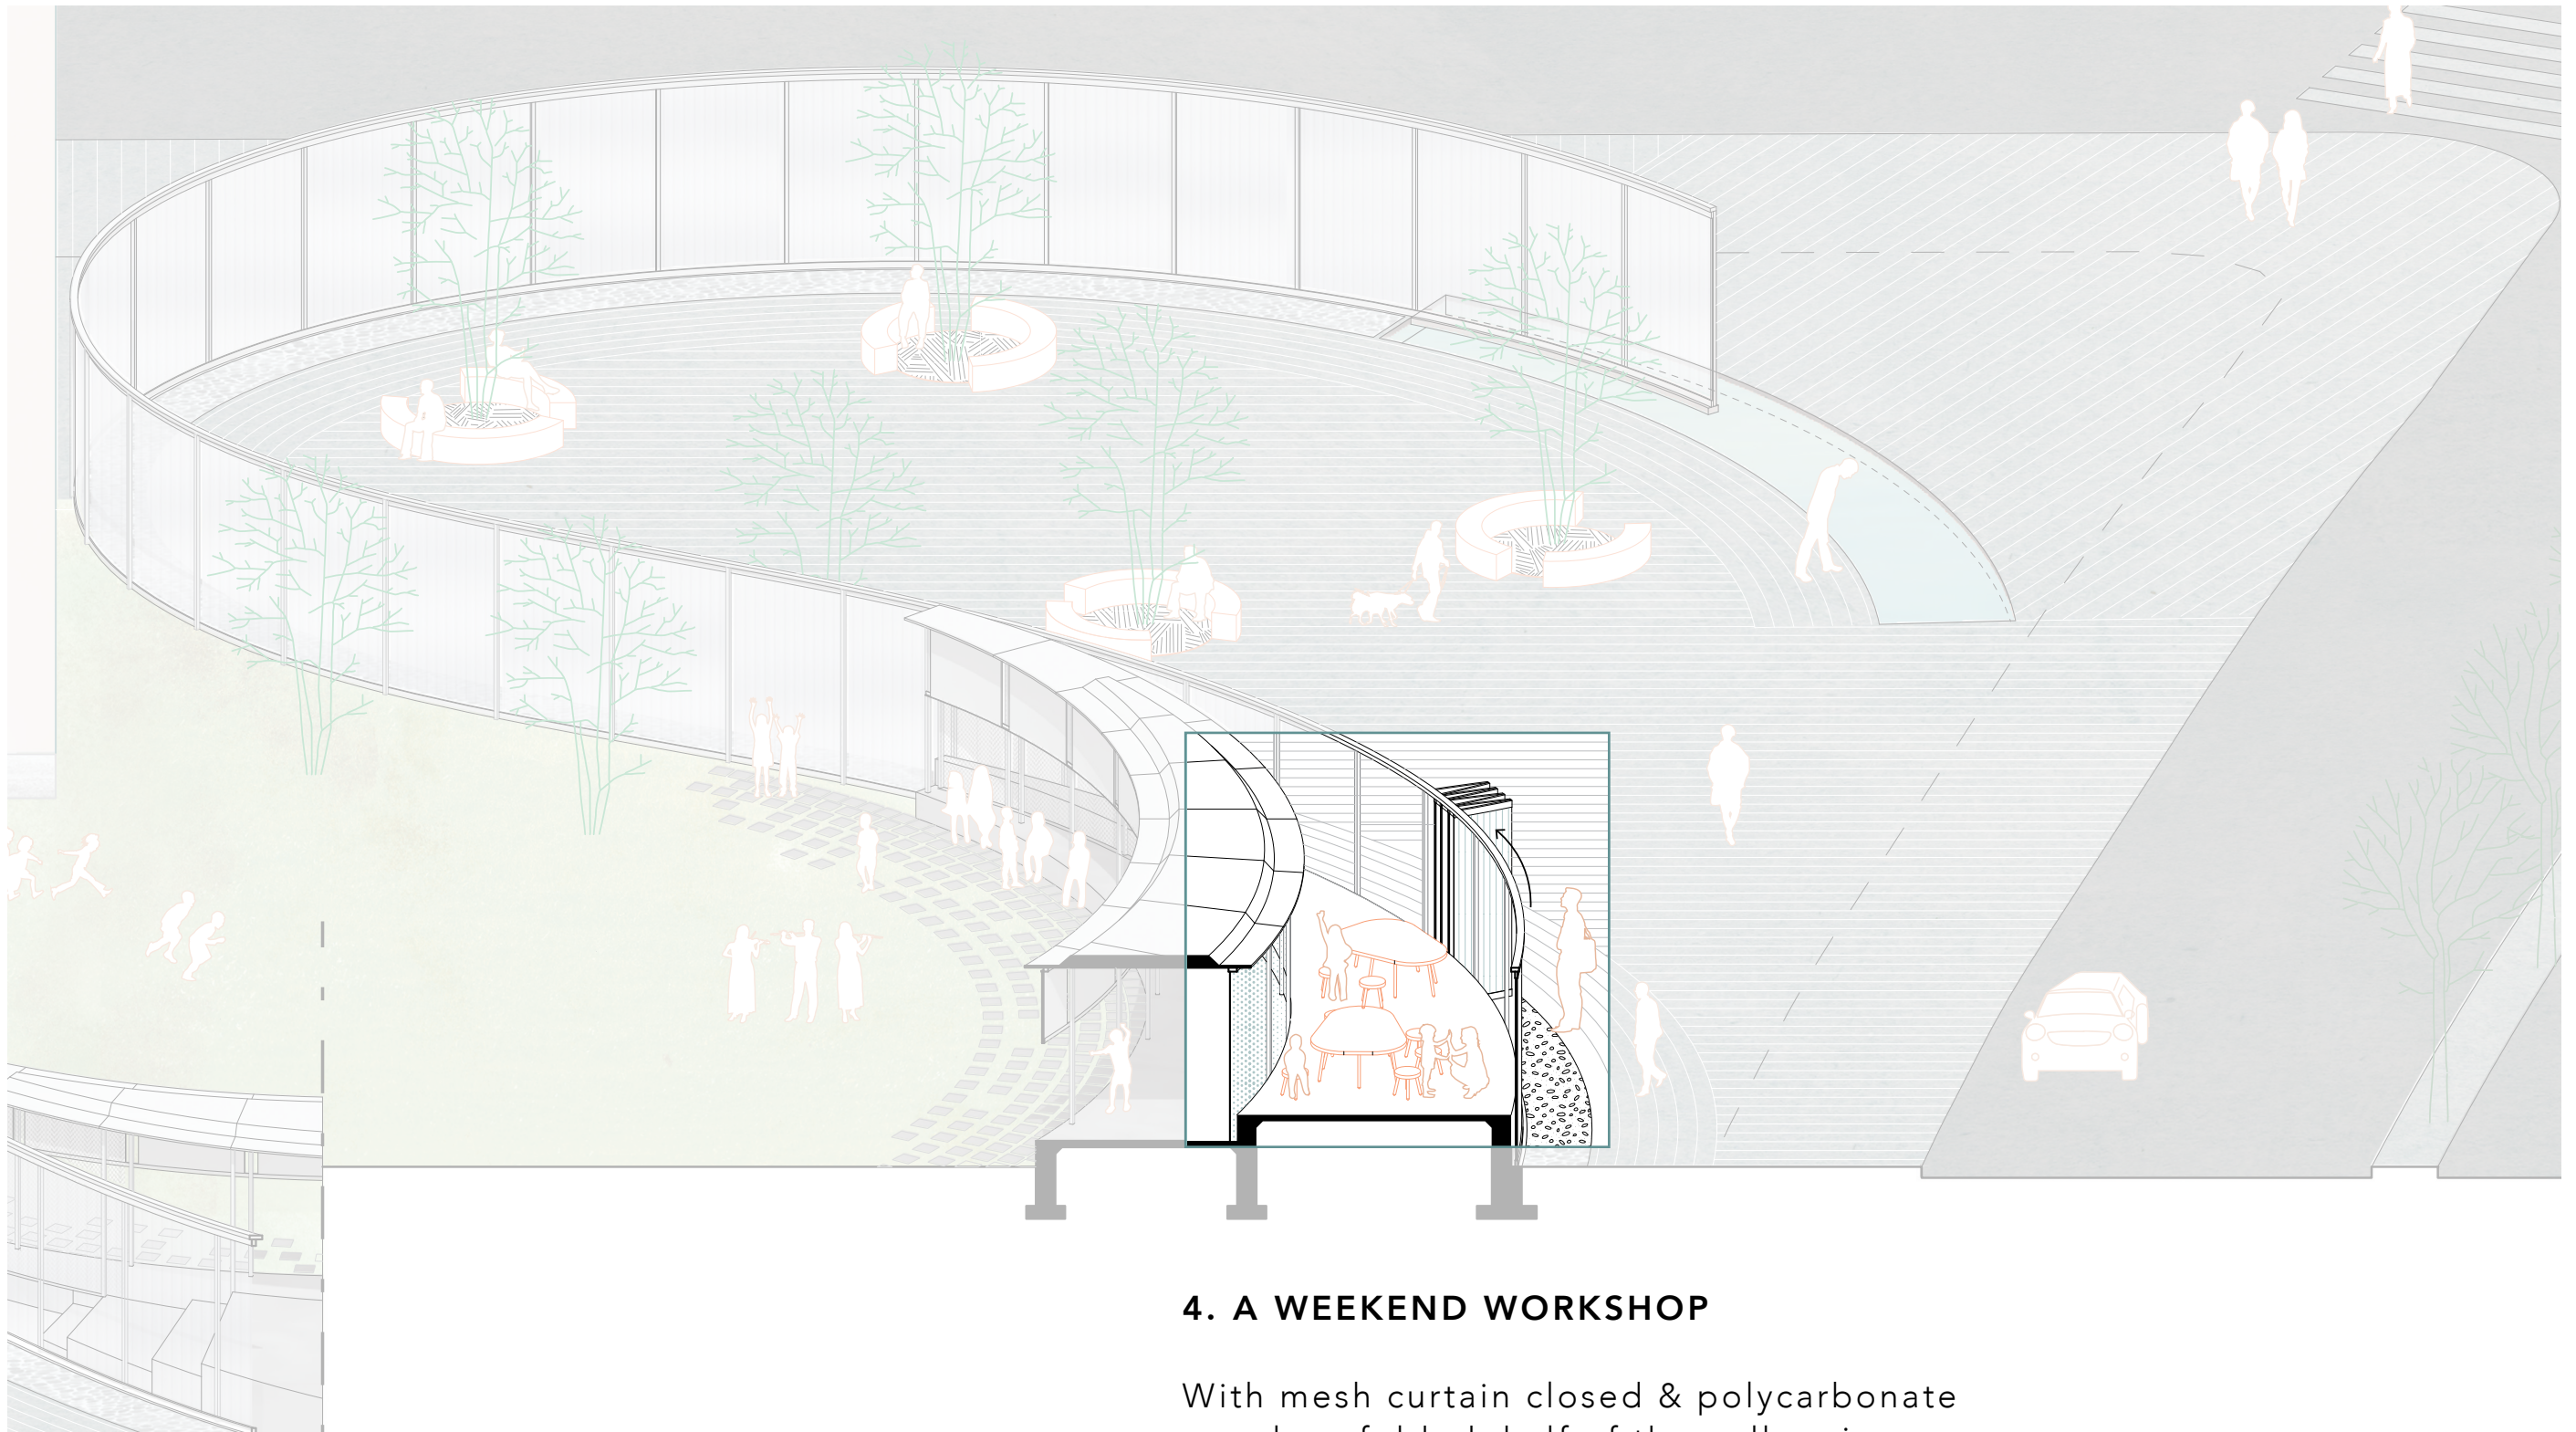 4. A WEEKEND WORKSHOP
With mesh curtain closed & polycarbonate